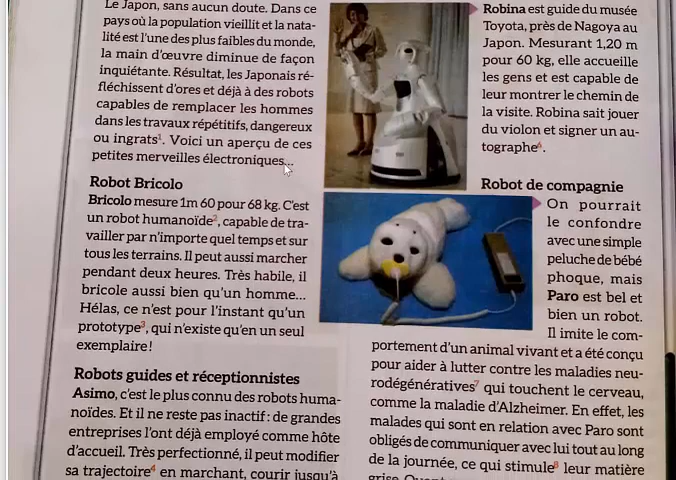 Le Japon, sans aucun doute. Dans ce
pays où la population vieillit et la nata-
lité est l'une des plus faibles du monde,
la main d'œuvre diminue de façon
inquiétante. Résultat, les Japonais ré-
fléchissent d'ores et déjà à des robots
capables de remplacer les hommes
dans les travaux répétitifs, dangereux
ou ingrats¹. Voici un aperçu de ces
petites merveilles électroniques...
Robot Bricolo
Bricolo mesure 1m 60 pour 68 kg. C'est
un robot humanoïde², capable de tra-
vailler par n'importe quel temps et sur
tous les terrains. Il peut aussi marcher
pendant deux heures. Très habile, il
bricole aussi bien qu'un homme...
Hélas, ce n'est pour l'instant qu'un
prototype³, qui n'existe qu'en un seul
exemplaire !
Robots guides et réceptionnistes
Asimo, c'est le plus connu des robots huma-
noïdes. Et il ne reste pas inactif : de grandes
entreprises l'ont déjà employé comme hôte
d'accueil. Très perfectionné, il peut modifier
sa trajectoire⁴ en marchant, courir jusqu'à
Robina est guide du musée
Toyota, près de Nagoya au
Japon. Mesurant 1,20 m
pour 60 kg, elle accueille
les gens et est capable de
leur montrer le chemin de
la visite. Robina sait jouer
du violon et signer un au-
tographe⁶.
Robot de compagnie
On pourrait
le confondre
avec une simple
peluche de bébé
phoque, mais
Paro est bel et
bien un robot.
Il imite le com-
portement d'un animal vivant et a été conçu
pour aider à lutter contre les maladies neu-
rodégénératives⁷ qui touchent le cerveau,
comme la maladie d'Alzheimer. En effet, les
malades qui sont en relation avec Paro sont
obligés de communiquer avec lui tout au long
de la journée, ce qui stimule⁸ leur matière